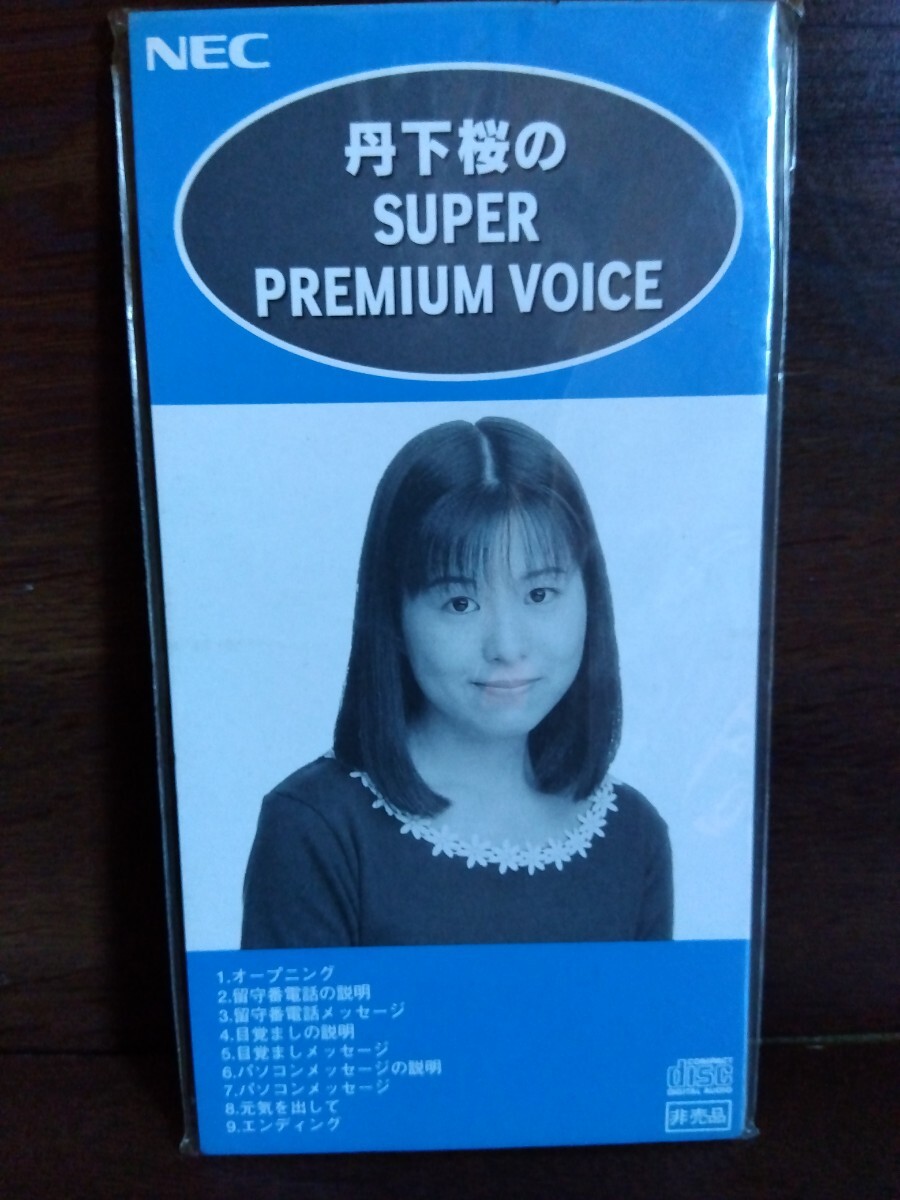 NEC
丹下桜の
SUPER
PREMIUM VOICE
1.オープニング
2.留守番電話の説明
3.留守番電話メッセージ
4.目覚ましの説明
5.目覚ましメッセージ
6.パソコンメッセージの説明
7.パソコンメッセージ
8.元気を出して
9.エンディング
COMPACT
disc
DIGITAL AUDIO
非売品